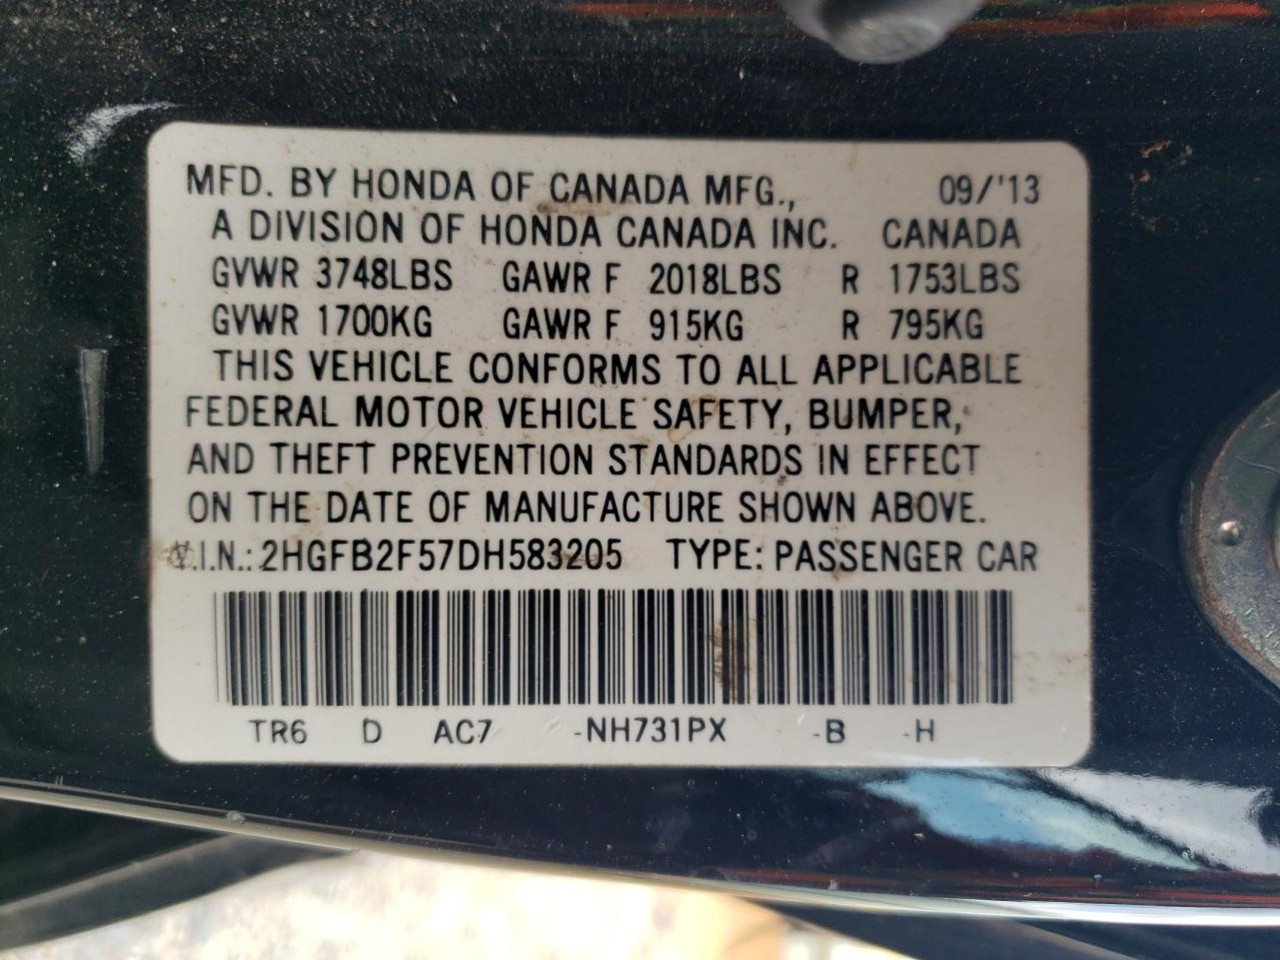 MFD. BY HONDA OF CANADA MFG., 09/'13
A DIVISION OF HONDA CANADA INC. CANADA
GVWR 3748LBS GAWR F 2018LBS R 1753LBS
GVWR 1700KG GAWR F 915KG R 795KG
THIS VEHICLE CONFORMS TO ALL APPLICABLE
FEDERAL MOTOR VEHICLE SAFETY, BUMPER,
AND THEFT PREVENTION STANDARDS IN EFFECT
ON THE DATE OF MANUFACTURE SHOWN ABOVE.
V.I.N.: 2HGFB2F57DH583205 TYPE: PASSENGER CAR
TR6 D AC7 -NH731PX -B -H